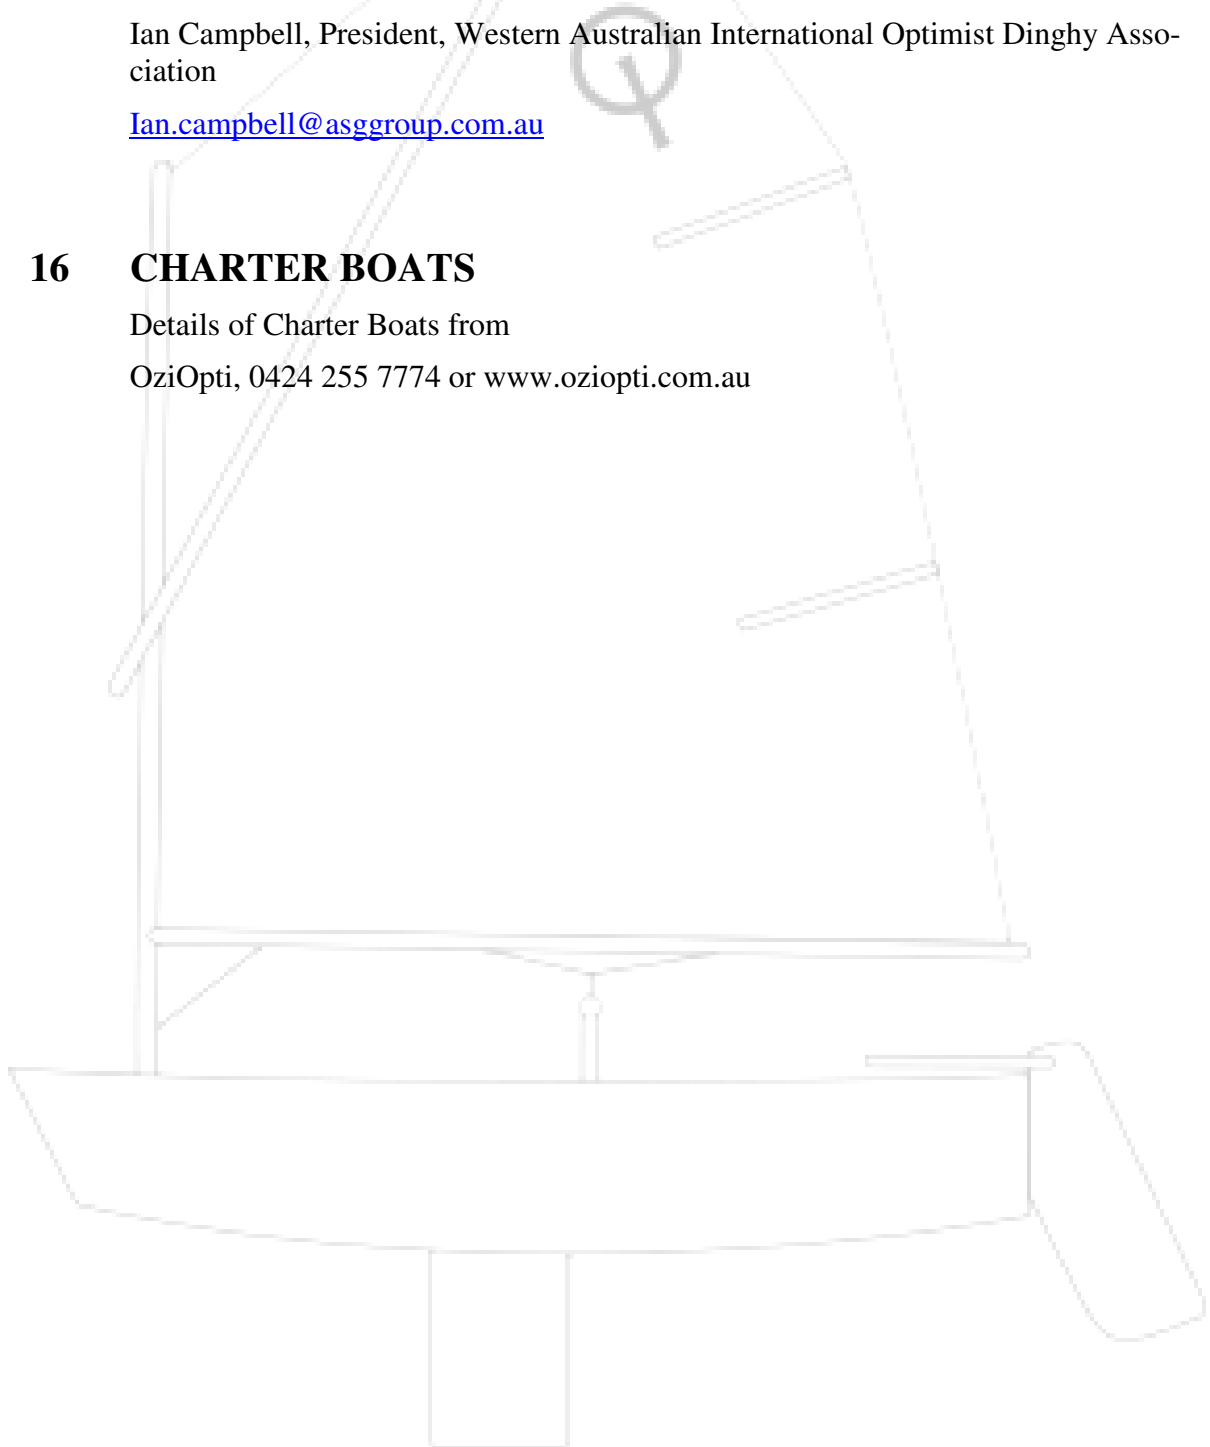 Ian Campbell, President, Western Australian International Optimist Dinghy Asso-
ciation
Ian.campbell@asggroup.com.au
16 CHARTER BOATS
Details of Charter Boats from
OziOpti, 0424 255 7774 or www.oziopti.com.au